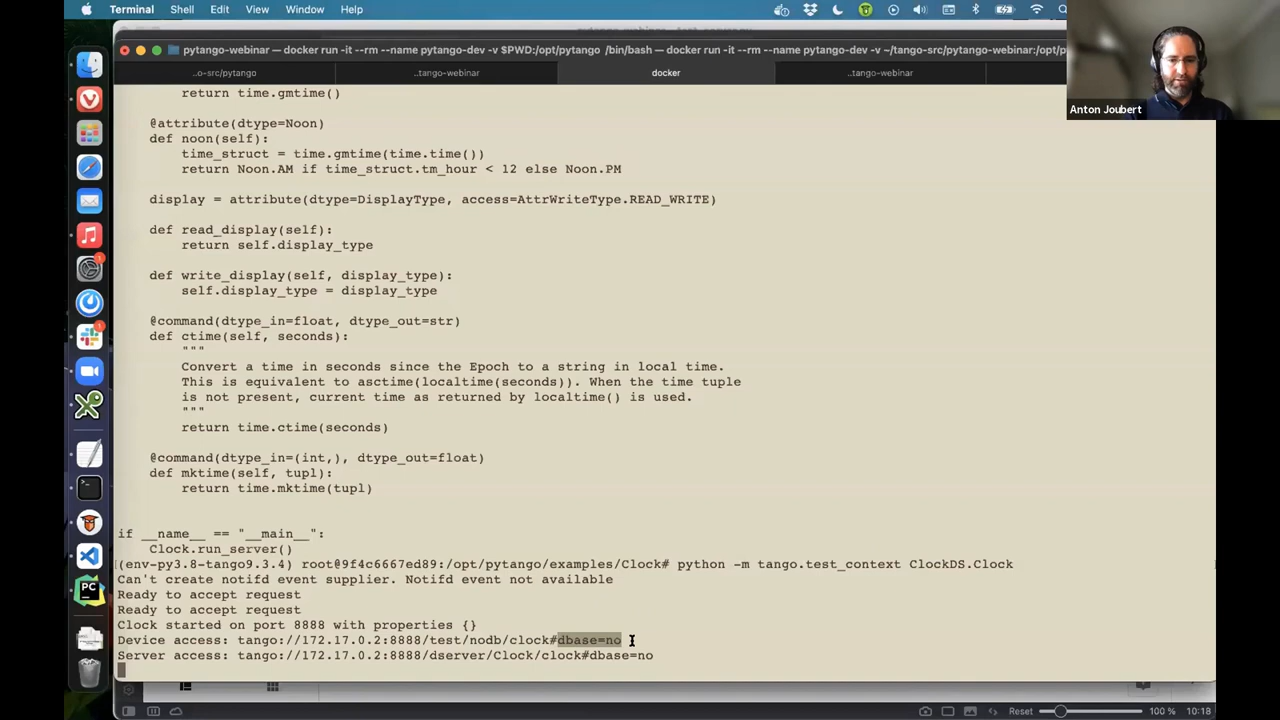 Terminal Shell Edit View Window Help
pytango-webinar — docker run -it --rm --name pytango-dev -v $PWD:/opt/pytango /bin/bash — docker run -it --rm --name pytango-dev -v ~/tango-src/pytango-webinar:/opt/p
..o-src/pytango ..tango-webinar docker ..tango-webinar
Anton Joubert
return time.gmtime()
@attribute(dtype=Noon)
def noon(self):
time_struct = time.gmtime(time.time())
return Noon.AM if time_struct.tm_hour < 12 else Noon.PM
display = attribute(dtype=DisplayType, access=AttrWriteType.READ_WRITE)
def read_display(self):
return self.display_type
def write_display(self, display_type):
self.display_type = display_type
@command(dtype_in=float, dtype_out=str)
def ctime(self, seconds):
"""
Convert a time in seconds since the Epoch to a string in local time.
This is equivalent to asctime(localtime(seconds)). When the time tuple
is not present, current time as returned by localtime() is used.
"""
return time.ctime(seconds)
@command(dtype_in=(int,), dtype_out=float)
def mktime(self, tupl):
return time.mktime(tupl)
if __name__ == "__main__":
Clock.run_server()
(env-py3.8-tango9.3.4) root@9f4c6667ed89:/opt/pytango/examples/Clock# python -m tango.test_context ClockDS.Clock
Can't create notifd event supplier. Notifd event not available
Ready to accept request
Ready to accept request
Clock started on port 8888 with properties {}
Device access: tango://172.17.0.2:8888/test/nodb/clock#dbase=no
Server access: tango://172.17.0.2:8888/dserver/Clock/clock#dbase=no
Reset 100 % 10:18